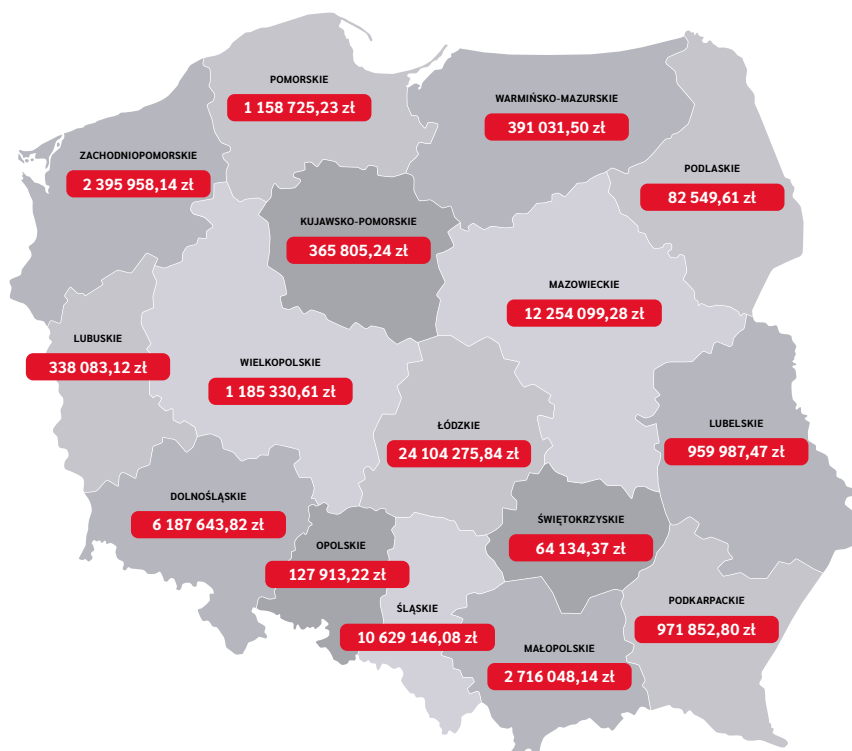 POMORSKIE
1 158 725,23 zł
WARMIŃSKO-MAZURSKIE
391 031,50 zł
ZACHODNIOPOMORSKIE
2 395 958,14 zł
PODLASKIE
82 549,61 zł
KUJAWSKO-POMORSKIE
365 805,24 zł
MAZOWIECKIE
12 254 099,28 zł
LUBUSKIE
338 083,12 zł
WIELKOPOLSKIE
1 185 330,61 zł
ŁÓDZKIE
24 104 275,84 zł
LUBELSKIE
959 987,47 zł
DOLNOŚLĄSKIE
6 187 643,82 zł
ŚWIĘTOKRZYSKIE
64 134,37 zł
OPOLSKIE
127 913,22 zł
ŚLĄSKIE
10 629 146,08 zł
PODKARPACKIE
971 852,80 zł
MAŁOPOLSKIE
2 716 048,14 zł